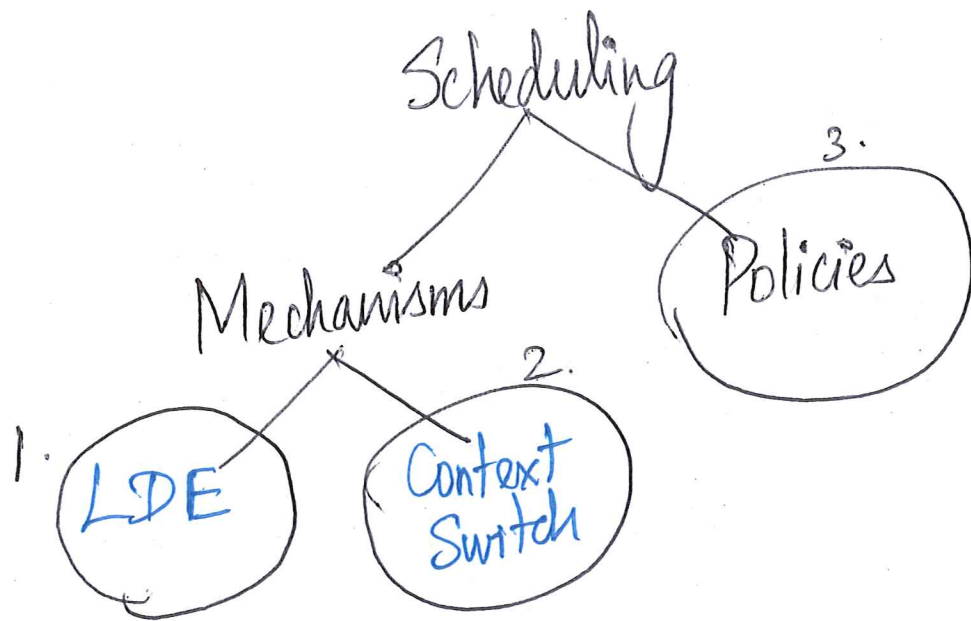 Scheduling
3.
Policies
Mechanisms
2.
1.
LDE
Context
Switch